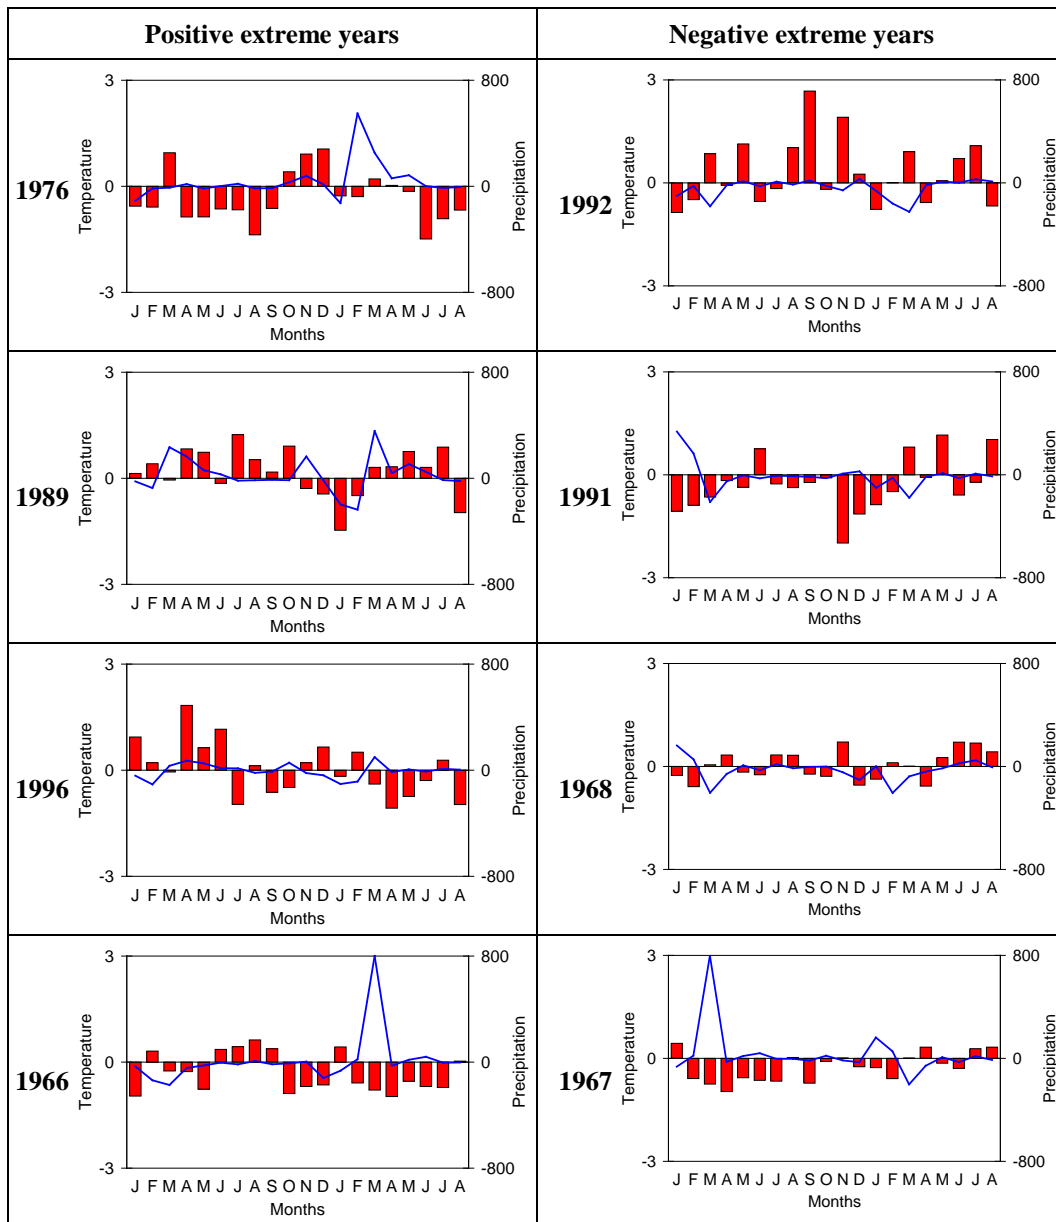 Positive extreme years
Negative extreme years
1976
Temperature
3
0
-3
800
0
-800
Precipitation
J F M A M J J A S O N D J F M A M J J A
Months
1992
Temperature
3
0
-3
800
0
-800
Precipitation
J F M A M J J A S O N D J F M A M J J A
Months
1989
Temperature
3
0
-3
800
0
-800
Precipitation
J F M A M J J A S O N D J F M A M J J A
Months
1991
Temperature
3
0
-3
800
0
-800
Precipitation
J F M A M J J A S O N D J F M A M J J A
Months
1996
Temperature
3
0
-3
800
0
-800
Precipitation
J F M A M J J A S O N D J F M A M J J A
Months
1968
Temperature
3
0
-3
800
0
-800
Precipitation
J F M A M J J A S O N D J F M A M J J A
Months
1966
Temperature
3
0
-3
800
0
-800
Precipitation
J F M A M J J A S O N D J F M A M J J A
Months
1967
Temperature
3
0
-3
800
0
-800
Precipitation
J F M A M J J A S O N D J F M A M J J A
Months